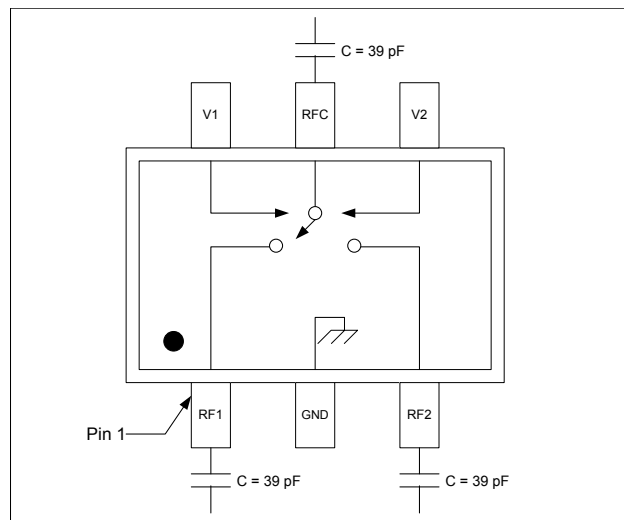 C = 39 pF
V1
RFC
V2
RF1
GND
RF2
Pin 1
C = 39 pF
C = 39 pF